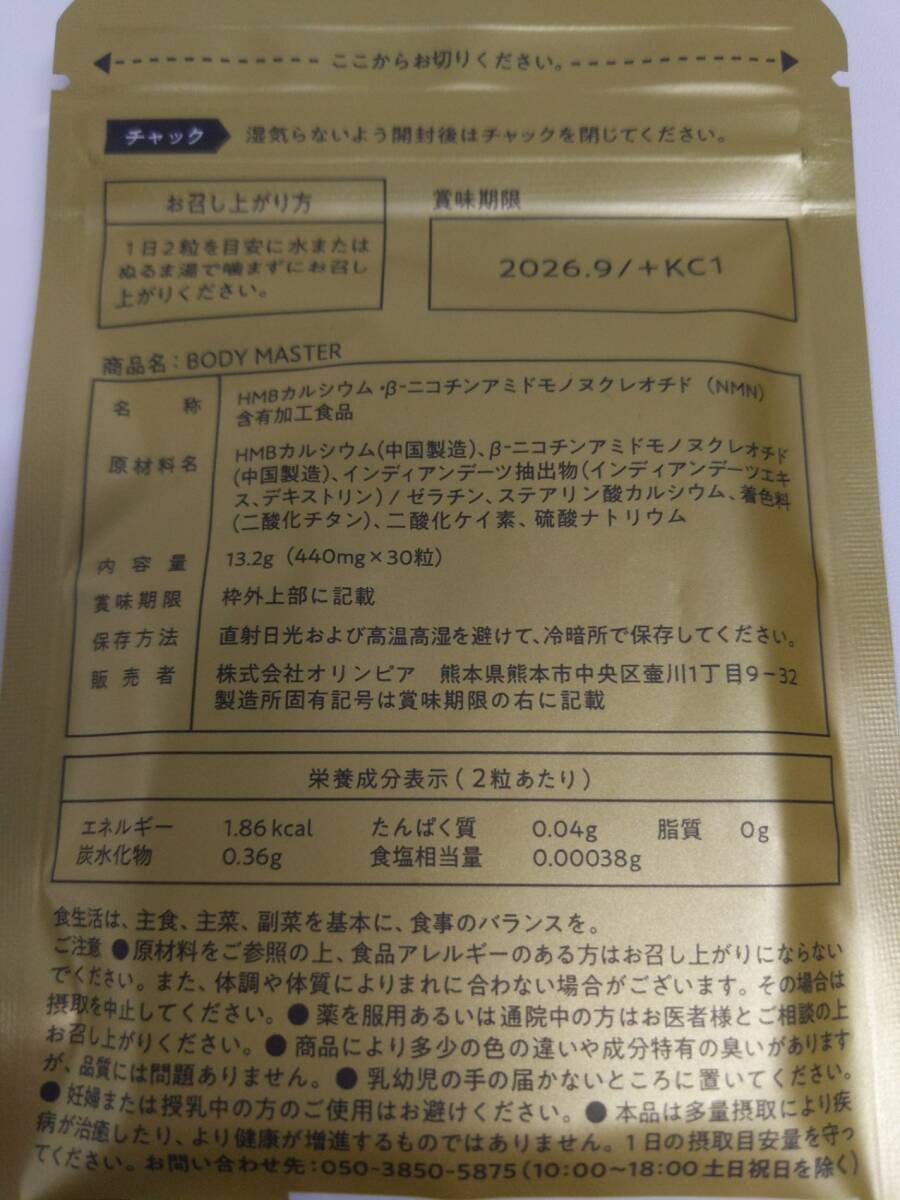 ここからお切りください。
チャック 湿気らないよう開封後はチャックを閉じてください。
お召し上がり方
1日2粒を目安に水または
ぬるま湯で噛まずにお召し
上がりください。
賞味期限
2026.9/+KC1
商品名：BODY MASTER
名称 HMBカルシウム・β-ニコチンアミドモノヌクレオチド（NMN）
含有加工食品
原材料名 HMBカルシウム(中国製造)、β-ニコチンアミドモノヌクレオチド
(中国製造)、インディアンデーツ抽出物(インディアンデーツエキ
ス、デキストリン)/ゼラチン、ステアリン酸カルシウム、着色料
(二酸化チタン)、二酸化ケイ素、硫酸ナトリウム
内容量 13.2g（440mg×30粒）
賞味期限 枠外上部に記載
保存方法 直射日光および高温高湿を避けて、冷暗所で保存してください。
販売者 株式会社オリンピア 熊本県熊本市中央区壷川1丁目9-32
製造所固有記号は賞味期限の右に記載
栄養成分表示(2粒あたり)
エネルギー 1.86kcal たんぱく質 0.04g 脂質 0g
炭水化物 0.36g 食塩相当量 0.00038g
食生活は、主食、主菜、副菜を基本に、食事のバランスを。
ご注意 ●原材料をご参照の上、食品アレルギーのある方はお召し上がりにならない
でください。また、体調や体質によりまれに合わない場合がございます。その場合は
摂取を中止してください。●薬を服用あるいは通院中の方はお医者様とご相談の上
お召し上がりください。●商品により多少の色の違いや成分特有の臭いがあります
が、品質には問題ありません。●乳幼児の手の届かないところに置いてください。
●妊婦または授乳中の方のご使用はお避けください。●本品は多量摂取により疾
病が治癒したり、より健康が増進するものではありません。1日の摂取目安量を守っ
てください。お問い合わせ先：050-3850-5875(10:00～18:00土日祝日を除く)